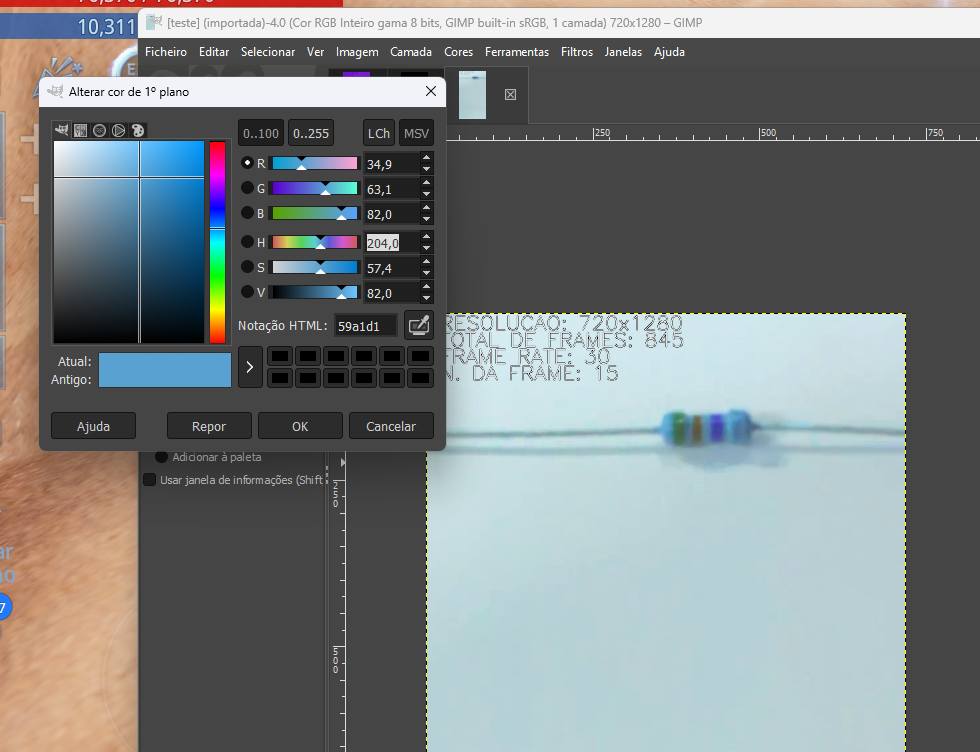 10,311
[teste] (importada)-4.0 (Cor RGB Inteiro gama 8 bits, GIMP built-in sRGB, 1 camada) 720x1280 – GIMP
Ficheiro Editar Selecionar Ver Imagem Camada Cores Ferramentas Filtros Janelas Ajuda
Alterar cor de 1º plano
0..100 0..255 LCh MSV
R 34,9
G 63,1
B 82,0
H 204,0
S 57,4
V 82,0
Notação HTML: 59a1d1
Atual:
Antigo:
Ajuda Repor OK Cancelar
Adicionar à paleta
Usar janela de informações (Shift
250 500 750
250
500
RESOLUCAO: 720x1280
TOTAL DE FRAMES: 845
FRAME RATE: 30
N. DA FRAME: 15
ar
7